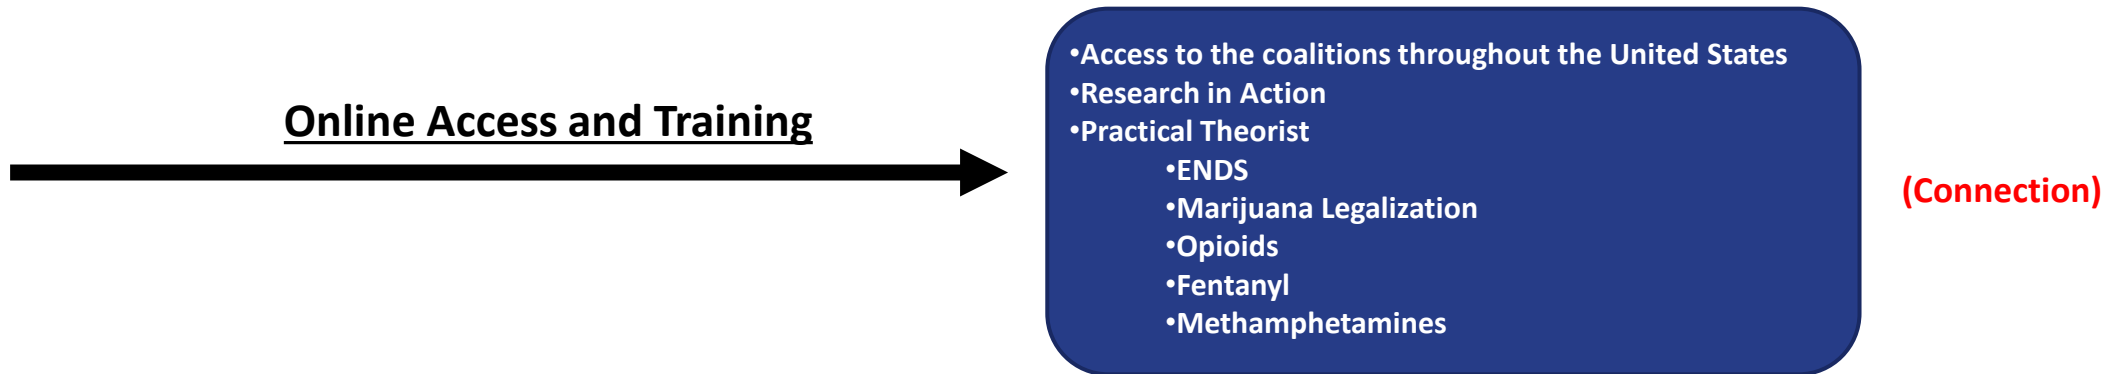 Online Access and Training
•Access to the coalitions throughout the United States
•Research in Action
•Practical Theorist
•ENDS
•Marijuana Legalization
•Opioids
•Fentanyl
•Methamphetamines
(Connection)